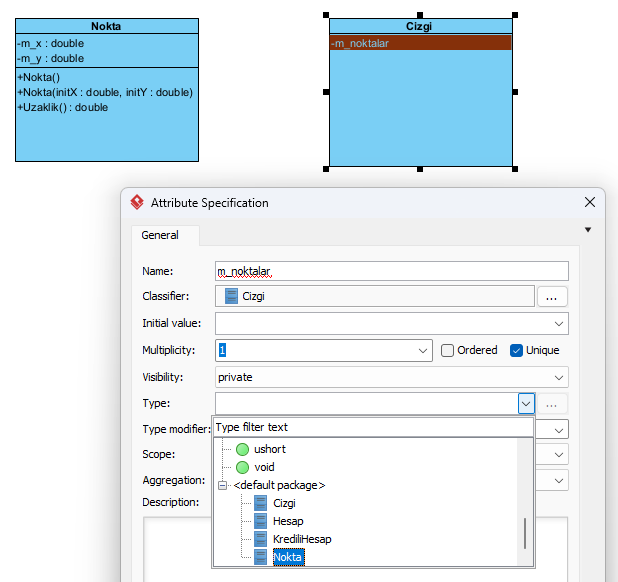 Nokta
-m_x : double
-m_y : double
+Nokta()
+Nokta(initX : double, initY : double)
+Uzaklik() : double
Cizgi
-m_noktalar
Attribute Specification
General
Name: m_noktalar
Classifier: Cizgi ...
Initial value:
Multiplicity: 1 Ordered Unique
Visibility: private
Type: ...
Type modifier:
Type filter text
Scope:
ushort
void
Aggregation: <default package>
Description: Cizgi
Hesap
KrediliHesap
Nokta